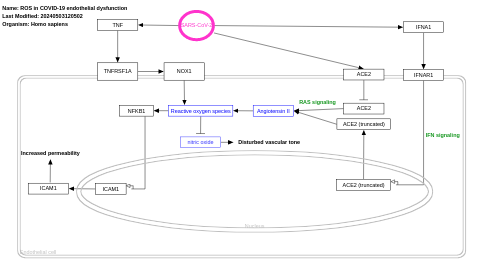 Name: ROS in COVID-19 endothelial dysfunction
Last Modified: 20240503120502
Organism: Homo sapiens
TNF
SARS-CoV-2
IFNA1
TNFRSF1A
NOX1
ACE2
IFNAR1
RAS signaling
NFKB1
Reactive oxygen species
Angiotensin II
ACE2
ACE2 (truncated)
IFN signaling
nitric oxide
Disturbed vascular tone
Increased permeability
ICAM1
ICAM1
ACE2 (truncated)
Nucleus
Endothelial cell